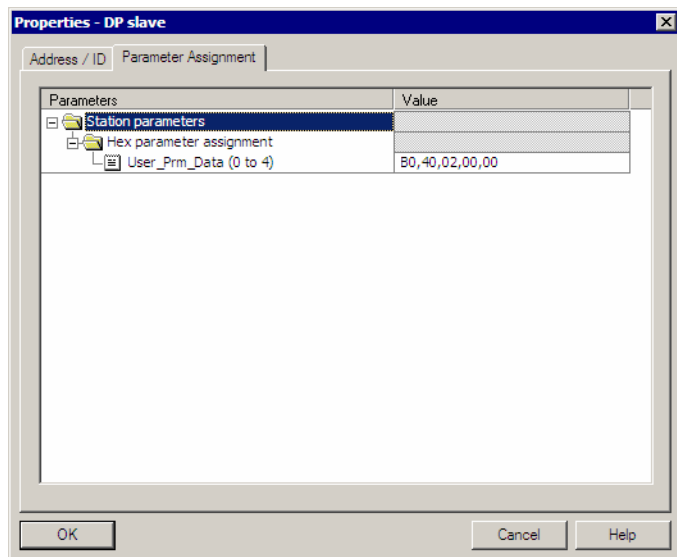 Properties - DP slave
Address / ID Parameter Assignment
Parameters Value
Station parameters
Hex parameter assignment
User_Prm_Data (0 to 4) B0,40,02,00,00
OK Cancel Help